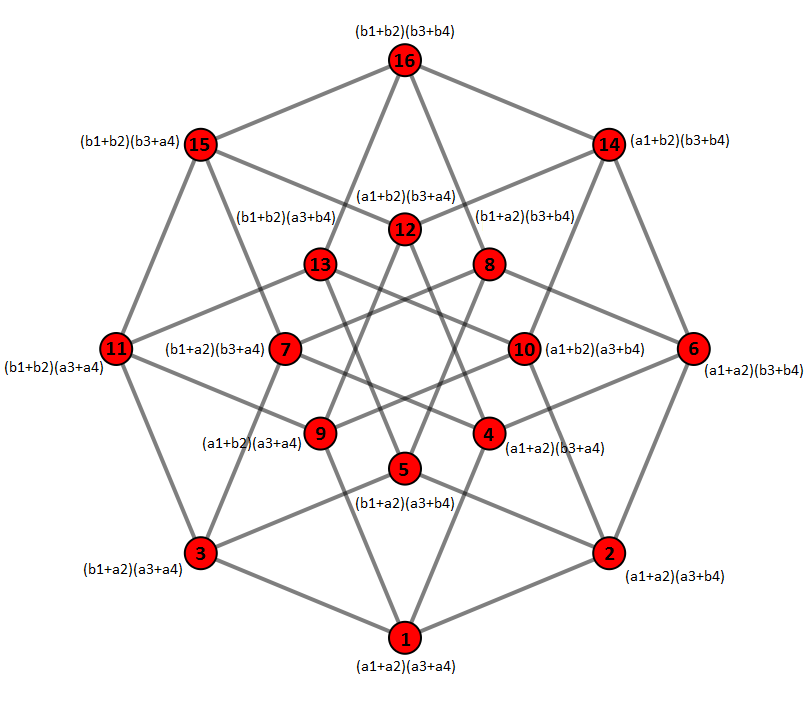 (b1+b2)(b3+b4)
16
(b1+b2)(b3+a4)
15
14
(a1+b2)(b3+b4)
(a1+b2)(b3+a4)
(b1+b2)(a3+b4)
(b1+a2)(b3+b4)
12
13
8
11
(b1+b2)(a3+a4)
(b1+a2)(b3+a4)
7
10
(a1+b2)(a3+b4)
6
(a1+a2)(b3+b4)
9
(a1+b2)(a3+a4)
4
(a1+a2)(b3+a4)
5
(b1+a2)(a3+b4)
3
(b1+a2)(a3+a4)
2
(a1+a2)(a3+b4)
1
(a1+a2)(a3+a4)